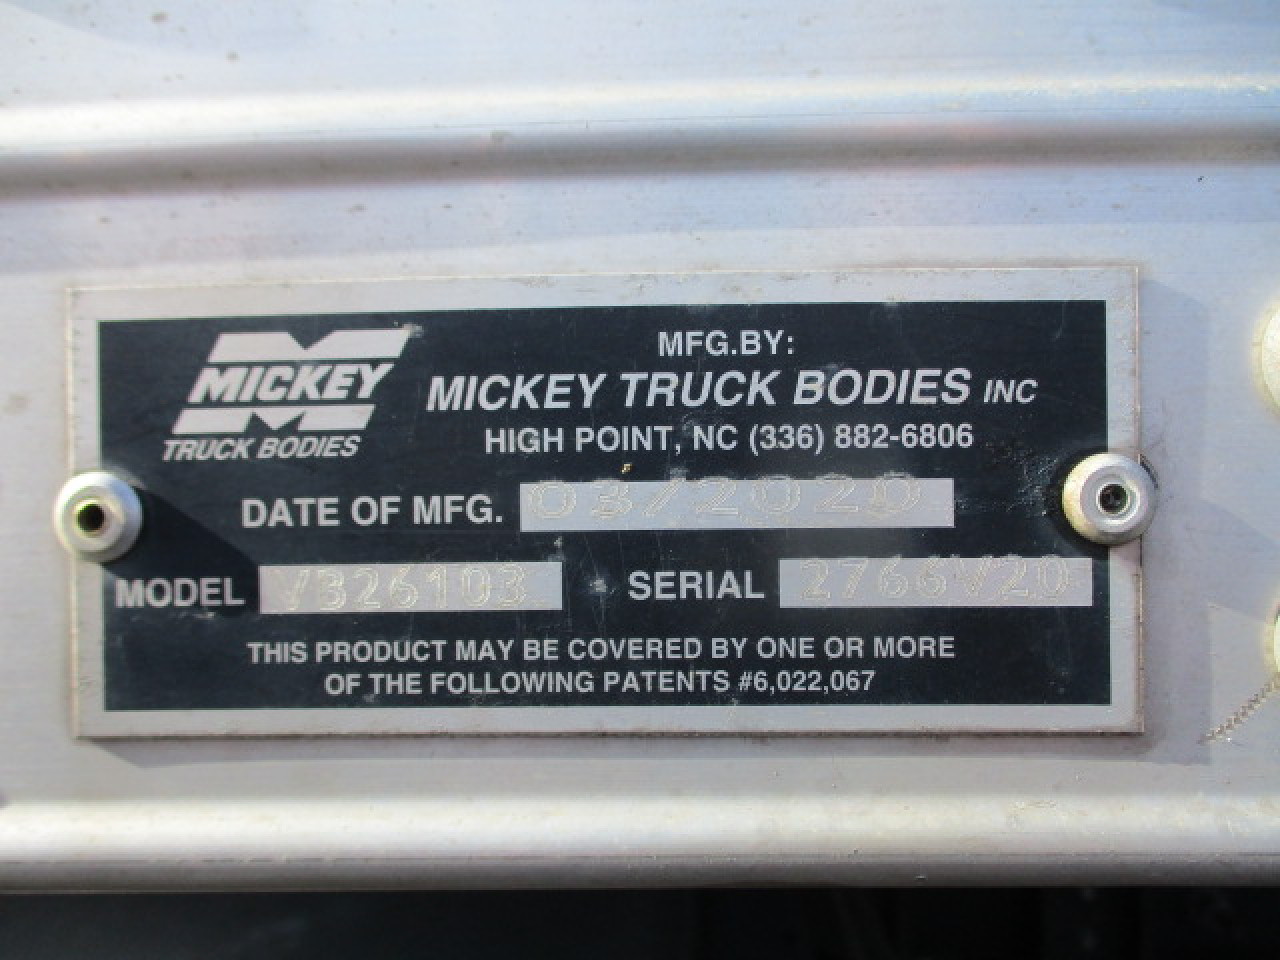 MICKEY
TRUCK BODIES
MFG.BY:
MICKEY TRUCK BODIES INC
HIGH POINT, NC (336) 882-6806
DATE OF MFG. 03/2020
MODEL VB26103 SERIAL 2766V20
THIS PRODUCT MAY BE COVERED BY ONE OR MORE
OF THE FOLLOWING PATENTS #6,022,067